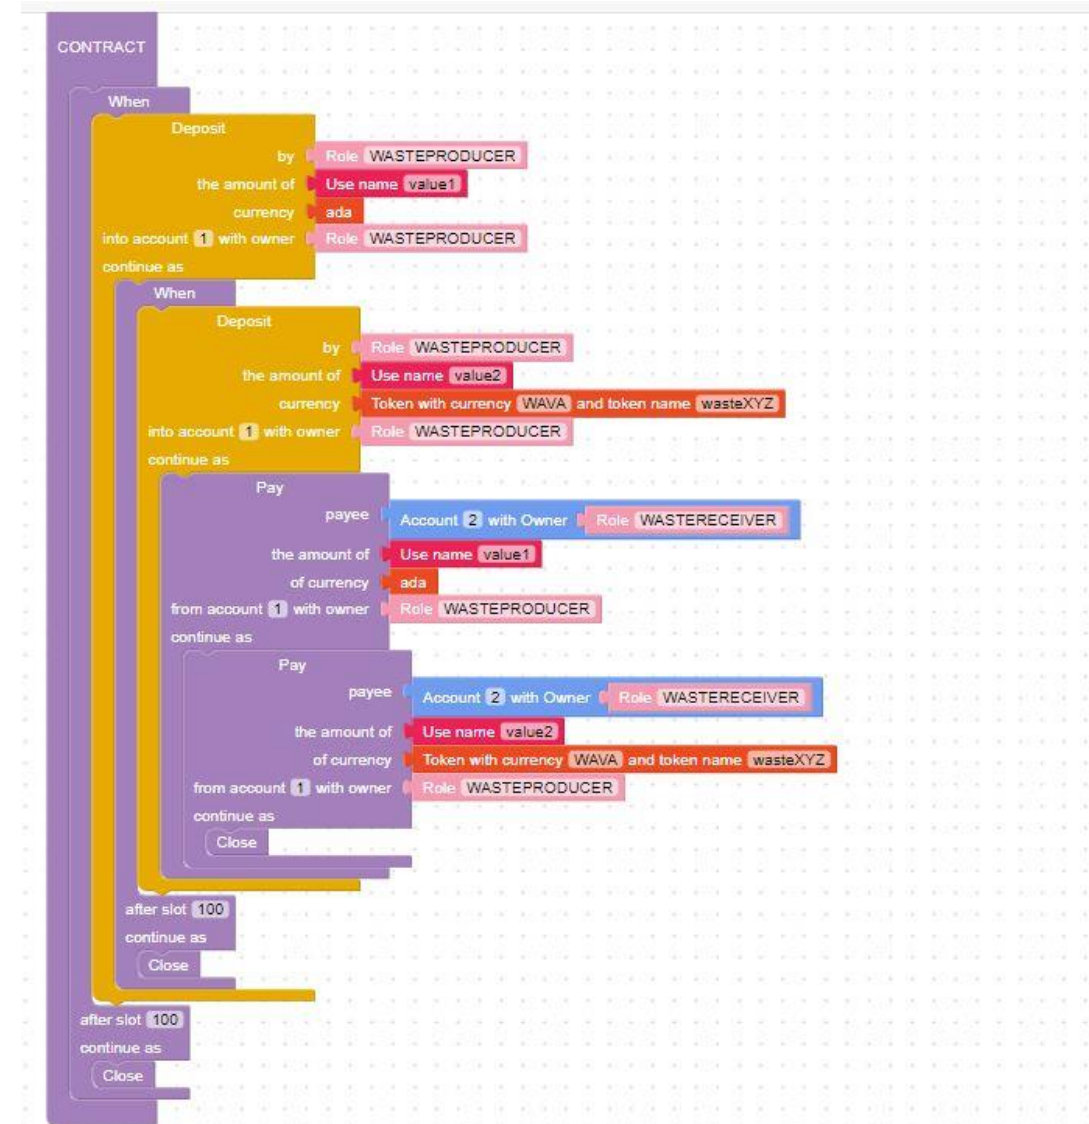 CONTRACT
When
Deposit
by Role WASTEPRODUCER
the amount of Use name value1
currency ada
into account 1 with owner Role WASTEPRODUCER
continue as
When
Deposit
by Role WASTEPRODUCER
the amount of Use name value2
currency Token with currency WAVA and token name wasteXYZ
into account 1 with owner Role WASTEPRODUCER
continue as
Pay
payee Account 2 with Owner Role WASTERECEIVER
the amount of Use name value1
of currency ada
from account 1 with owner Role WASTEPRODUCER
continue as
Pay
payee Account 2 with Owner Role WASTERECEIVER
the amount of Use name value2
of currency Token with currency WAVA and token name wasteXYZ
from account 1 with owner Role WASTEPRODUCER
continue as
Close
after slot 100
continue as
Close
after slot 100
continue as
Close